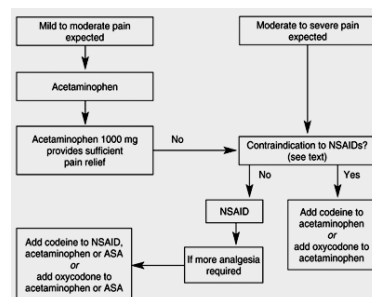 Mild to moderate pain
expected
Moderate to severe pain
expected
Acetaminophen
Acetaminophen 1000 mg
provides sufficient
pain relief
No
Contraindication to NSAIDs?
(see text)
No
Yes
NSAID
Add codeine to
acetaminophen
or
add oxycodone to
acetaminophen
If more analgesia
required
Add codeine to NSAID,
acetaminophen or ASA
or
add oxycodone to
acetaminophen or ASA